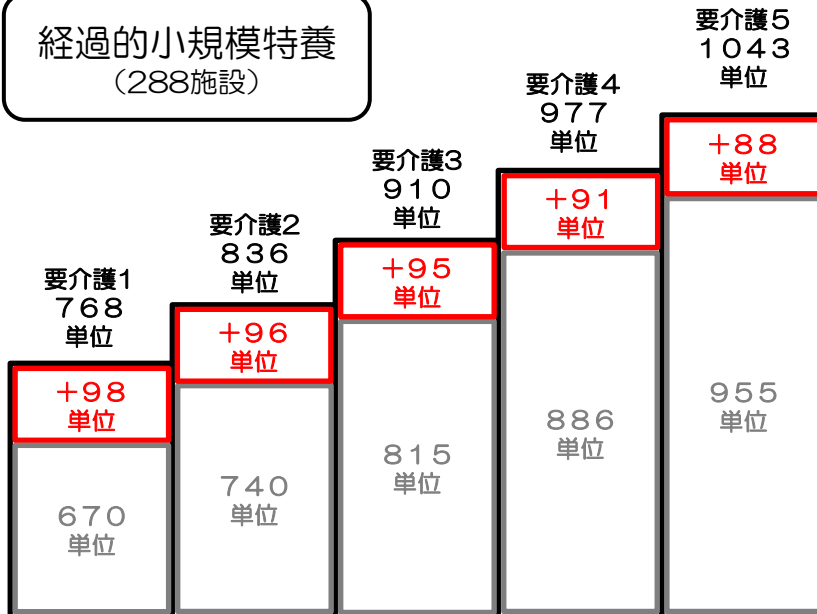 経過的小規模特養
（288施設）
要介護1
768
単位
+98
単位
670
単位
要介護2
836
単位
+96
単位
740
単位
要介護3
910
単位
+95
単位
815
単位
要介護4
977
単位
+91
単位
886
単位
要介護5
1043
単位
+88
単位
955
単位